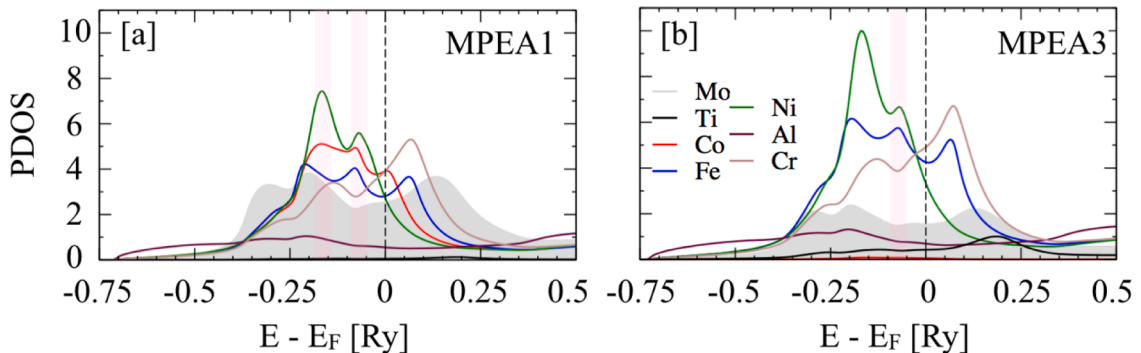 [a] MPEA1
[b] MPEA3
PDOS
10
8
6
4
2
0
Mo
Ti
Co
Fe
Ni
Al
Cr
-0.75 -0.5 -0.25 0 0.25 0.5
-0.75 -0.5 -0.25 0 0.25 0.5
E - EF [Ry]
E - EF [Ry]